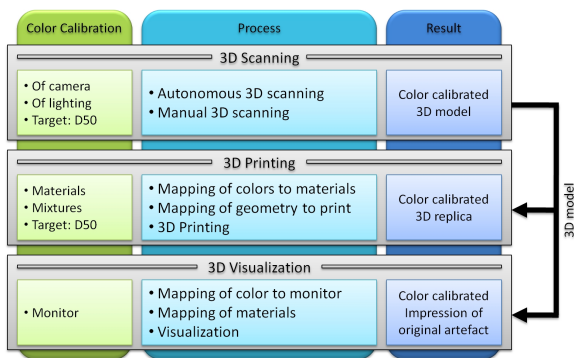 Color Calibration
Process
Result
3D Scanning
• Of camera
• Of lighting
• Target: D50
• Autonomous 3D scanning
• Manual 3D scanning
Color calibrated
3D model
3D Printing
• Materials
• Mixtures
• Target: D50
• Mapping of colors to materials
• Mapping of geometry to print
• 3D Printing
Color calibrated
3D replica
3D Visualization
• Monitor
• Mapping of color to monitor
• Mapping of materials
• Visualization
Color calibrated
Impression of
original artefact
3D model